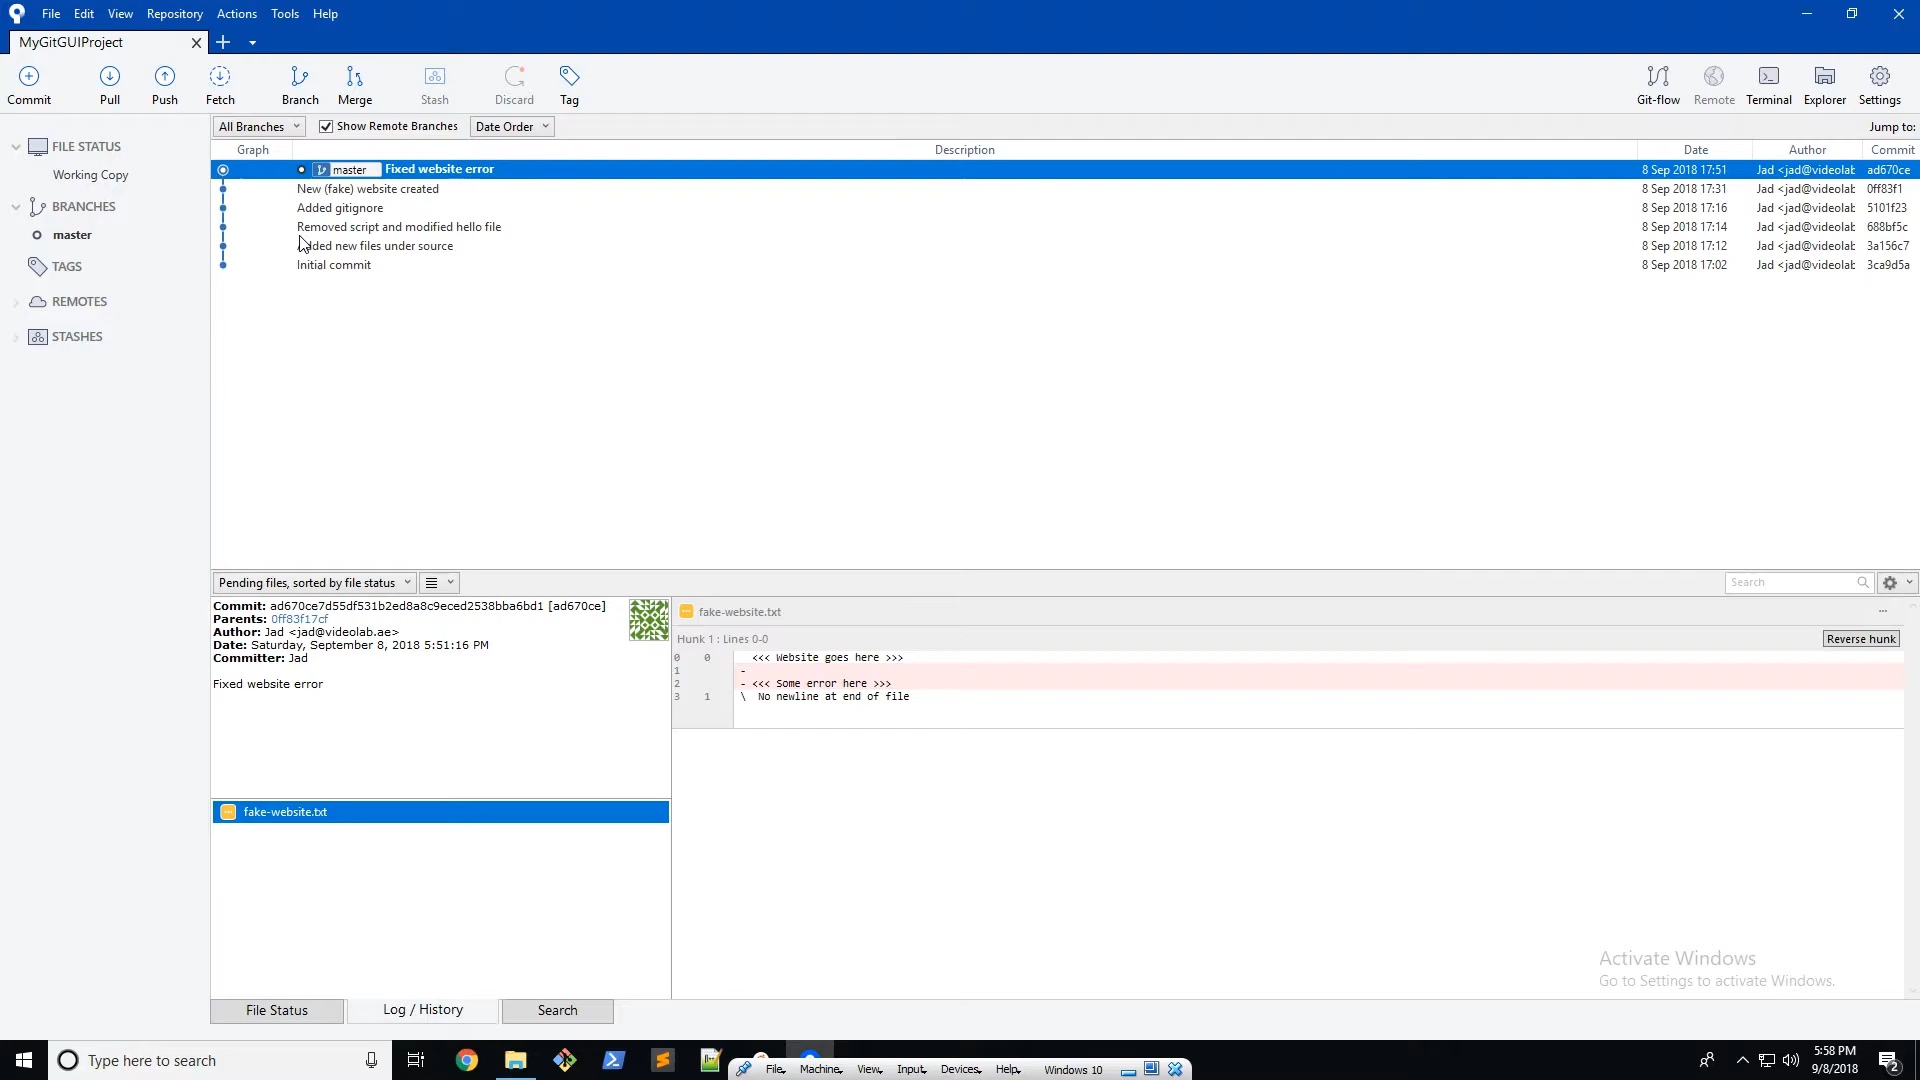 File Edit View Repository Actions Tools Help
MyGitGUIProject
Commit Pull Push Fetch Branch Merge Stash Discard Tag Git-flow Remote Terminal Explorer Settings
All Branches Show Remote Branches Date Order Jump to:
Graph Description Date Author Commit
master Fixed website error 8 Sep 2018 17:51 Jad <jad@videolab ad670ce
New (fake) website created 8 Sep 2018 17:31 Jad <jad@videolab 0ff83f1
Added gitignore 8 Sep 2018 17:16 Jad <jad@videolab 5101f23
Removed script and modified hello file 8 Sep 2018 17:14 Jad <jad@videolab 688bf5c
Added new files under source 8 Sep 2018 17:12 Jad <jad@videolab 3a156c7
Initial commit 8 Sep 2018 17:02 Jad <jad@videolab 3ca9d5a
FILE STATUS
Working Copy
BRANCHES
master
TAGS
REMOTES
STASHES
Pending files, sorted by file status Search
Commit: ad670ce7d55df531b2ed8a8c9eced2538bba6bd1 [ad670ce]
Parents: 0ff83f17cf
Author: Jad <jad@videolab.ae>
Date: Saturday, September 8, 2018 5:51:16 PM
Committer: Jad
Fixed website error
fake-website.txt
fake-website.txt
Hunk 1 : Lines 0-0 Reverse hunk
0 0 <<< Website goes here >>>
1 -
2 - <<< Some error here >>>
3 1 \ No newline at end of file
Activate Windows
Go to Settings to activate Windows.
File Status Log / History Search
Type here to search
File Machine View Input Devices Help Windows 10
5:58 PM
9/8/2018
2